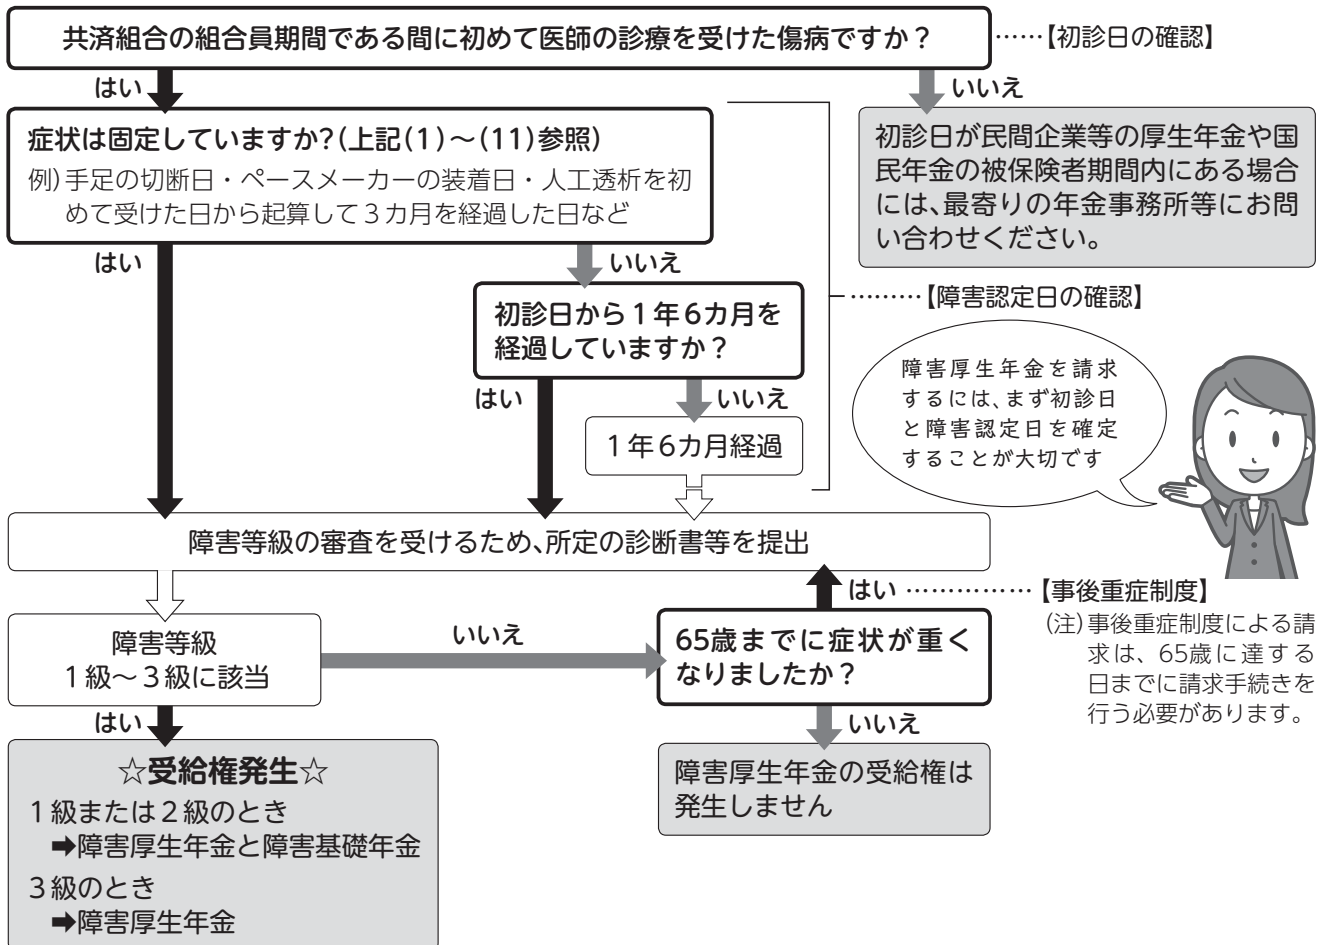 共済組合の組合員期間である間に初めて医師の診療を受けた傷病ですか？
……【初診日の確認】
はい
いいえ
症状は固定していますか?(上記(1)～(11)参照)
例)手足の切断日・ペースメーカーの装着日・人工透析を初
めて受けた日から起算して３カ月を経過した日など
初診日が民間企業等の厚生年金や国
民年金の被保険者期間内にある場合
には、最寄りの年金事務所等にお問
い合わせください。
はい
いいえ
………【障害認定日の確認】
初診日から１年６カ月を
経過していますか？
はい
いいえ
１年６カ月経過
障害厚生年金を請求
するには、まず初診日
と障害認定日を確定
することが大切です
障害等級の審査を受けるため、所定の診断書等を提出
はい ……………【事後重症制度】
(注)事後重症制度による請
求は、65歳に達する
日までに請求手続きを
行う必要があります。
障害等級
１級～３級に該当
いいえ
65歳までに症状が重く
なりましたか？
はい
いいえ
☆受給権発生☆
１級または２級のとき
➡障害厚生年金と障害基礎年金
３級のとき
➡障害厚生年金
障害厚生年金の受給権は
発生しません